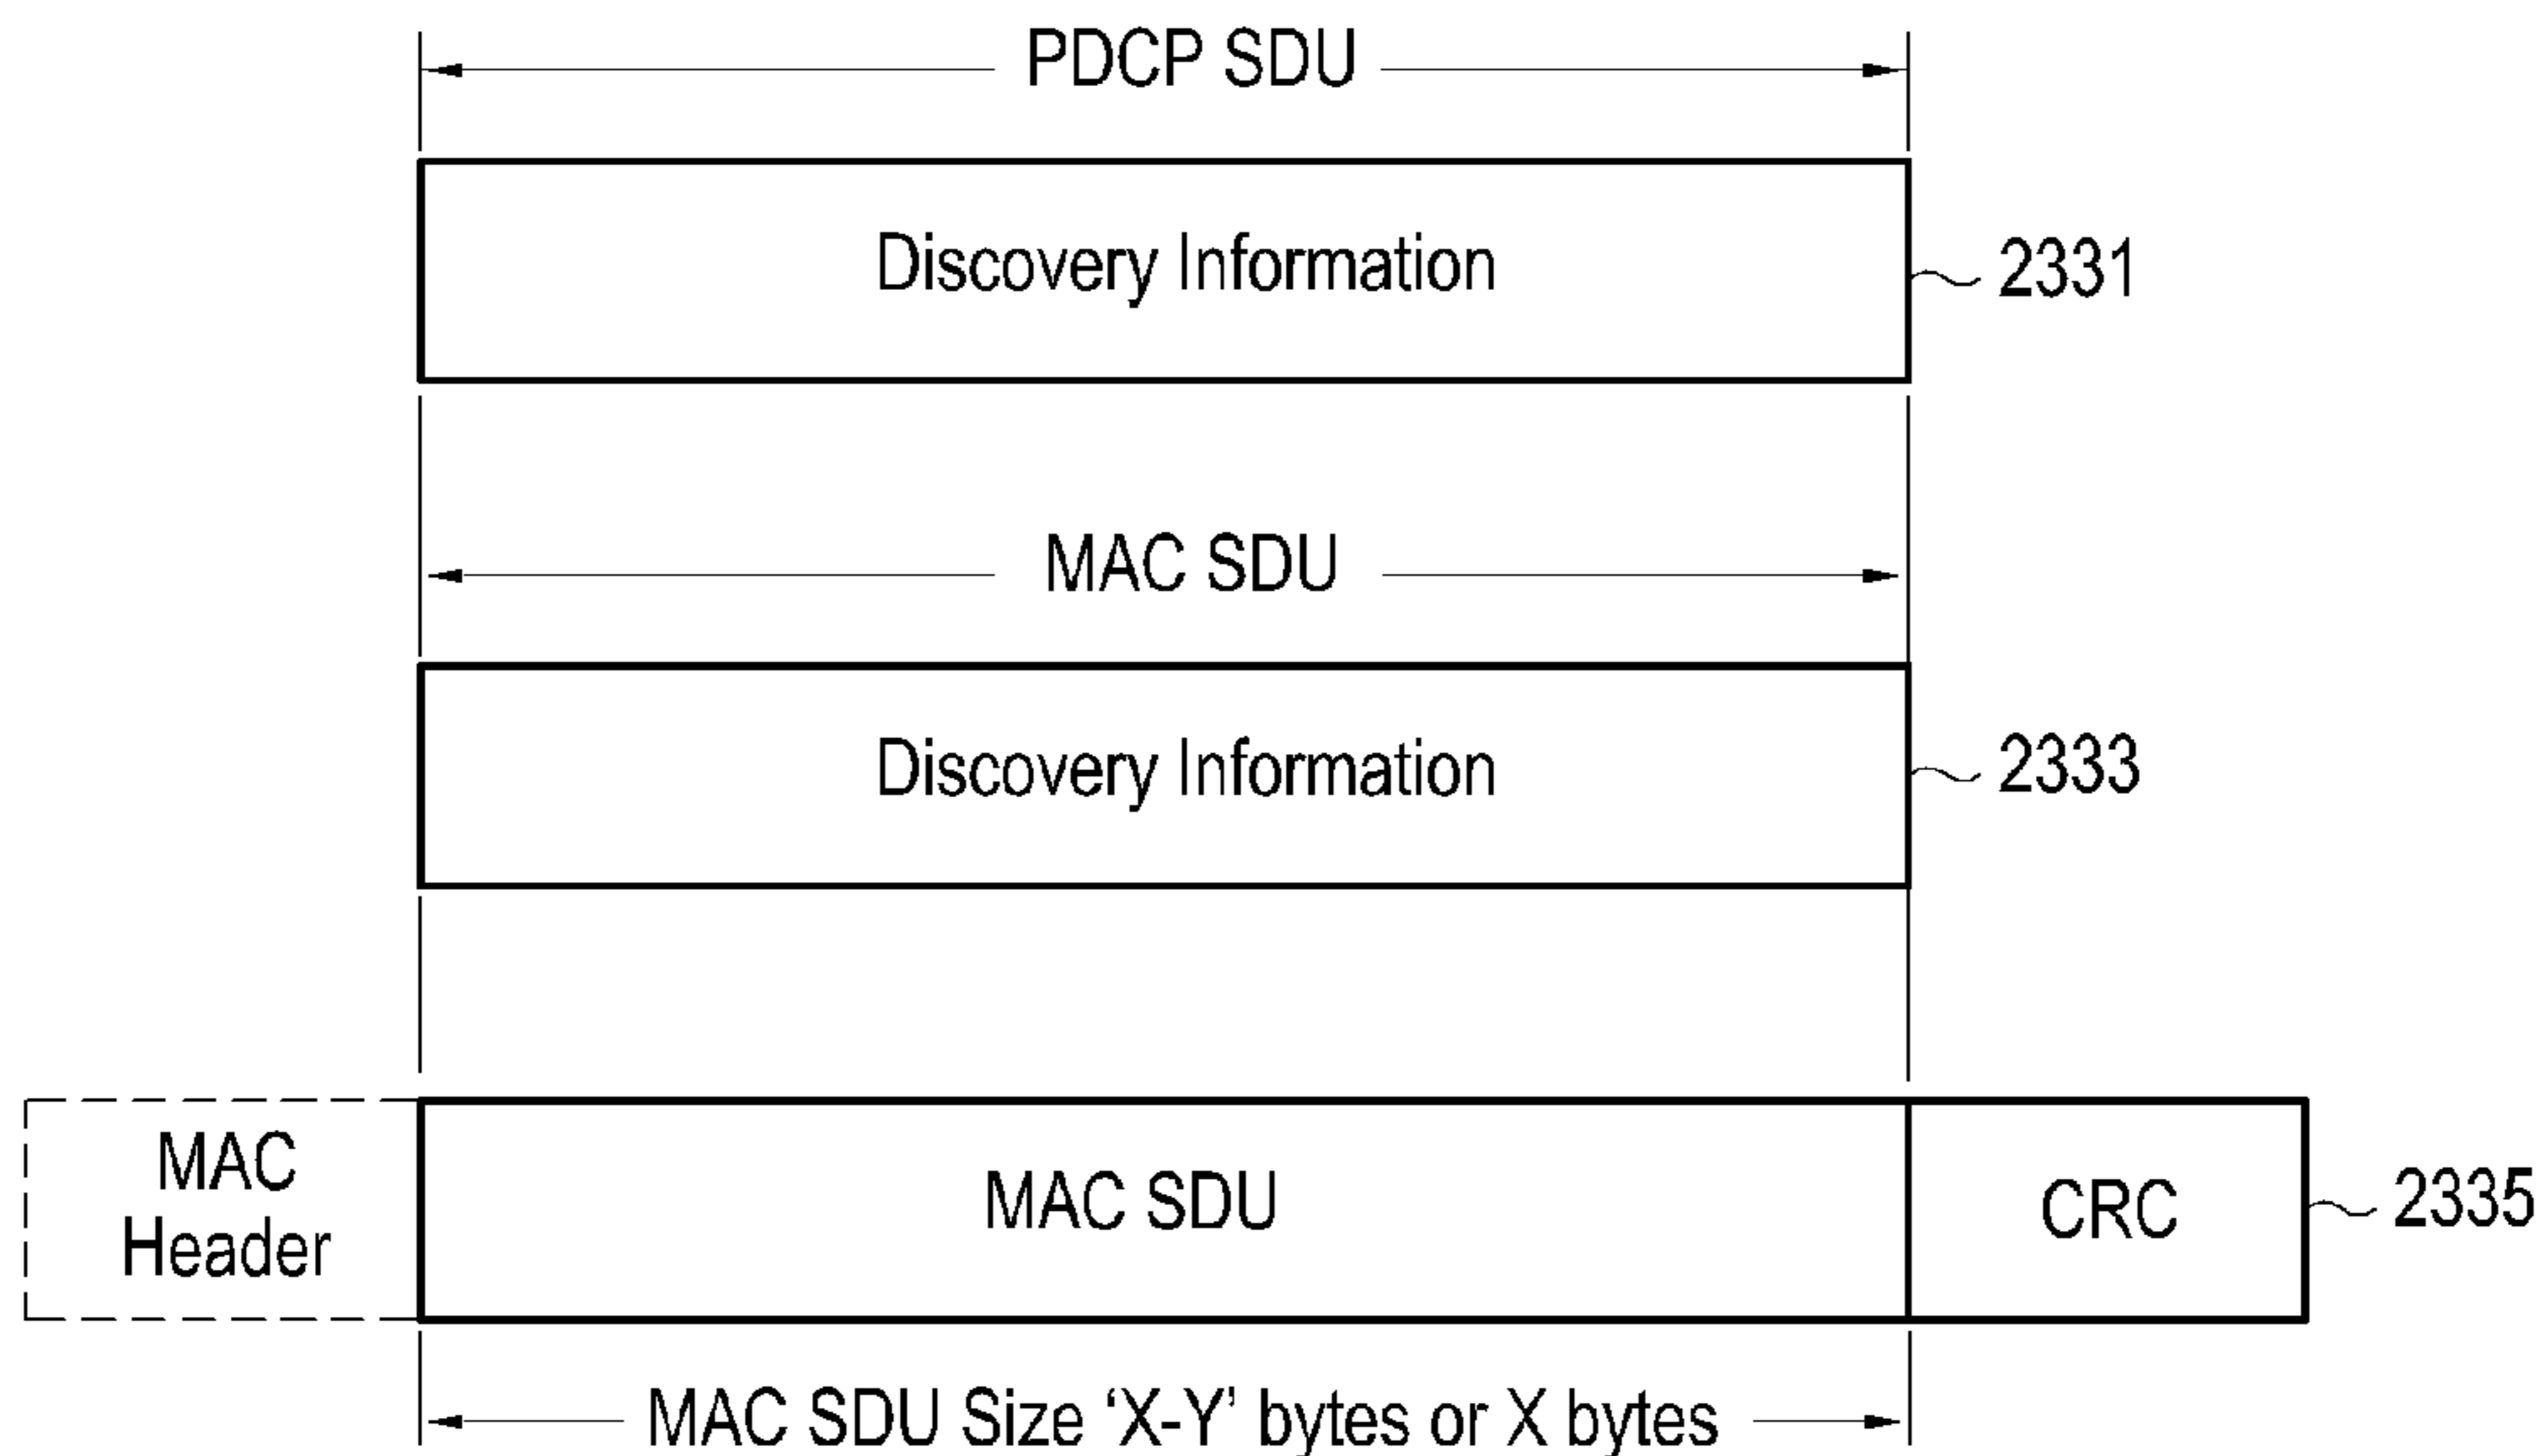 PDCP SDU
Discovery Information
2331
MAC SDU
Discovery Information
2333
MAC
Header
MAC SDU
CRC
2335
MAC SDU Size ‘X-Y’ bytes or X bytes